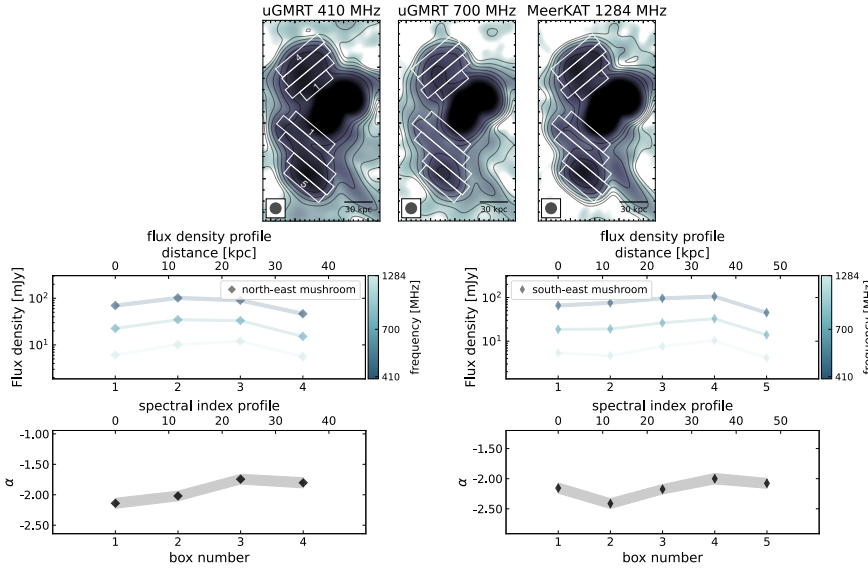 uGMRT 410 MHz
uGMRT 700 MHz
MeerKAT 1284 MHz
4
1
1
5
30 kpc
30 kpc
30 kpc
flux density profile
distance [kpc]
0 10 20 30 40
Flux density [mJy]
10²
10¹
north-east mushroom
1 2 3 4
1284
700
410
frequency [MHz]
spectral index profile
0 10 20 30 40
α
−1.00
−1.50
−2.00
−2.50
1 2 3 4
box number
flux density profile
distance [kpc]
0 10 20 30 40 50
Flux density [mJy]
10²
10¹
south-east mushroom
1 2 3 4 5
1284
700
410
frequency [MHz]
spectral index profile
0 10 20 30 40 50
α
−1.50
−2.00
−2.50
1 2 3 4 5
box number